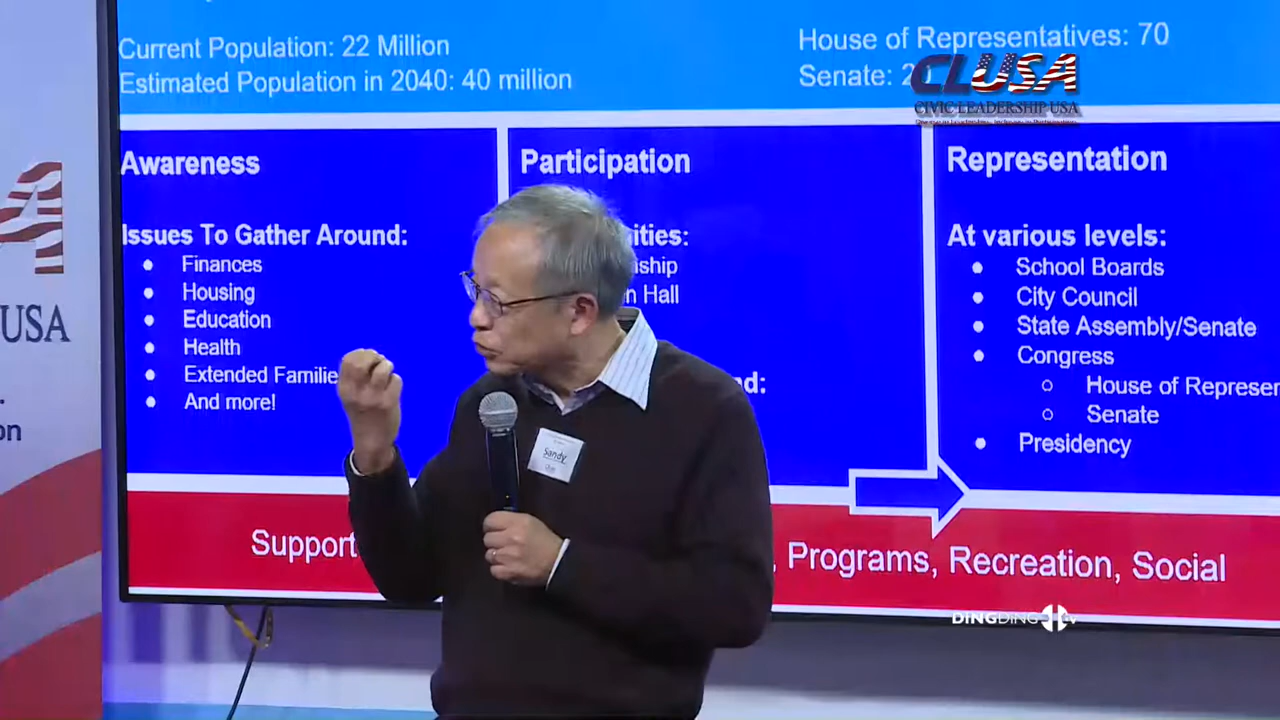 Current Population: 22 Million
Estimated Population in 2040: 40 million
House of Representatives: 70
Senate: 20
CLUSA
CIVIC LEADERSHIP USA
Awareness
Issues To Gather Around:
Finances
Housing
Education
Health
Extended Familie
And more!
Participation
ities:
ship
n Hall
nd:
Representation
At various levels:
School Boards
City Council
State Assembly/Senate
Congress
House of Represer
Senate
Presidency
Support
, Programs, Recreation, Social
A
USA
on
Sandy
DINGDING tv